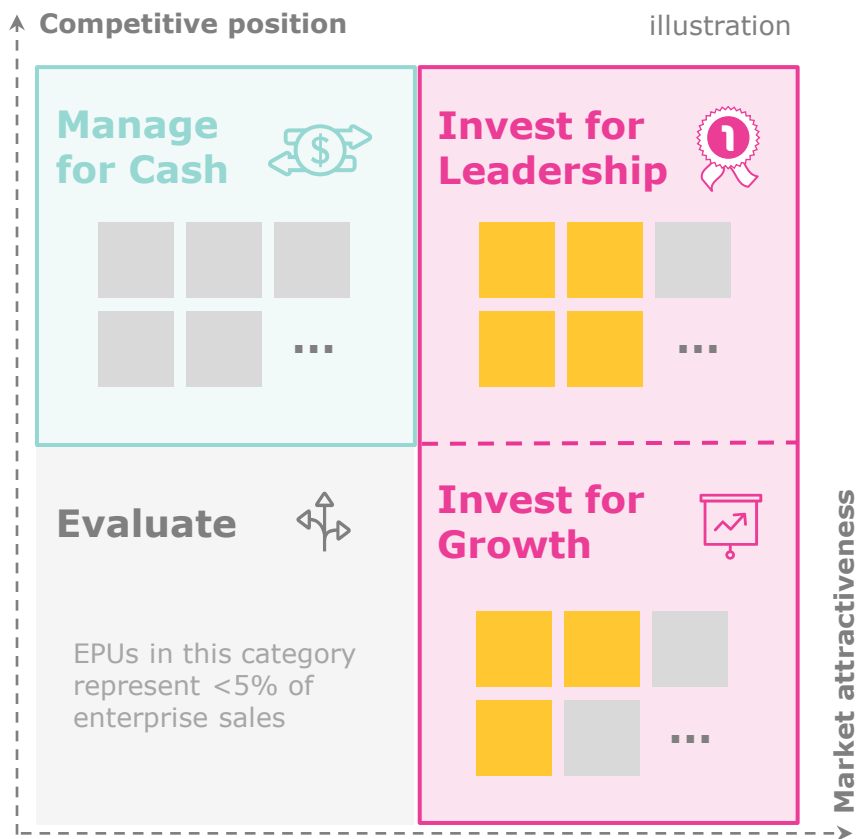 Competitive position
illustration
Manage
for Cash
$
Invest for
Leadership
1
...
...
Evaluate
EPUs in this category
represent <5% of
enterprise sales
Invest for
Growth
...
Market attractiveness